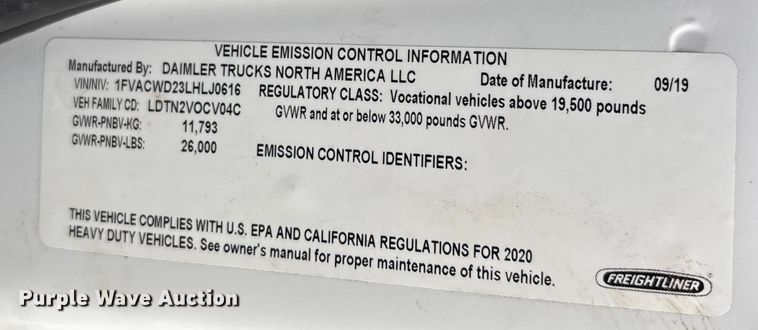 VEHICLE EMISSION CONTROL INFORMATION
Manufactured By: DAIMLER TRUCKS NORTH AMERICA LLC Date of Manufacture: 09/19
VIN/NIV: 1FVACWD23LHLJ0616 REGULATORY CLASS: Vocational vehicles above 19,500 pounds
VEH FAMILY CD: LDTN2VOCV04C GVWR and at or below 33,000 pounds GVWR.
GVWR-PNBV-KG: 11,793
GVWR-PNBV-LBS: 26,000 EMISSION CONTROL IDENTIFIERS:
THIS VEHICLE COMPLIES WITH U.S. EPA AND CALIFORNIA REGULATIONS FOR 2020
HEAVY DUTY VEHICLES. See owner's manual for proper maintenance of this vehicle.
FREIGHTLINER
Purple Wave Auction